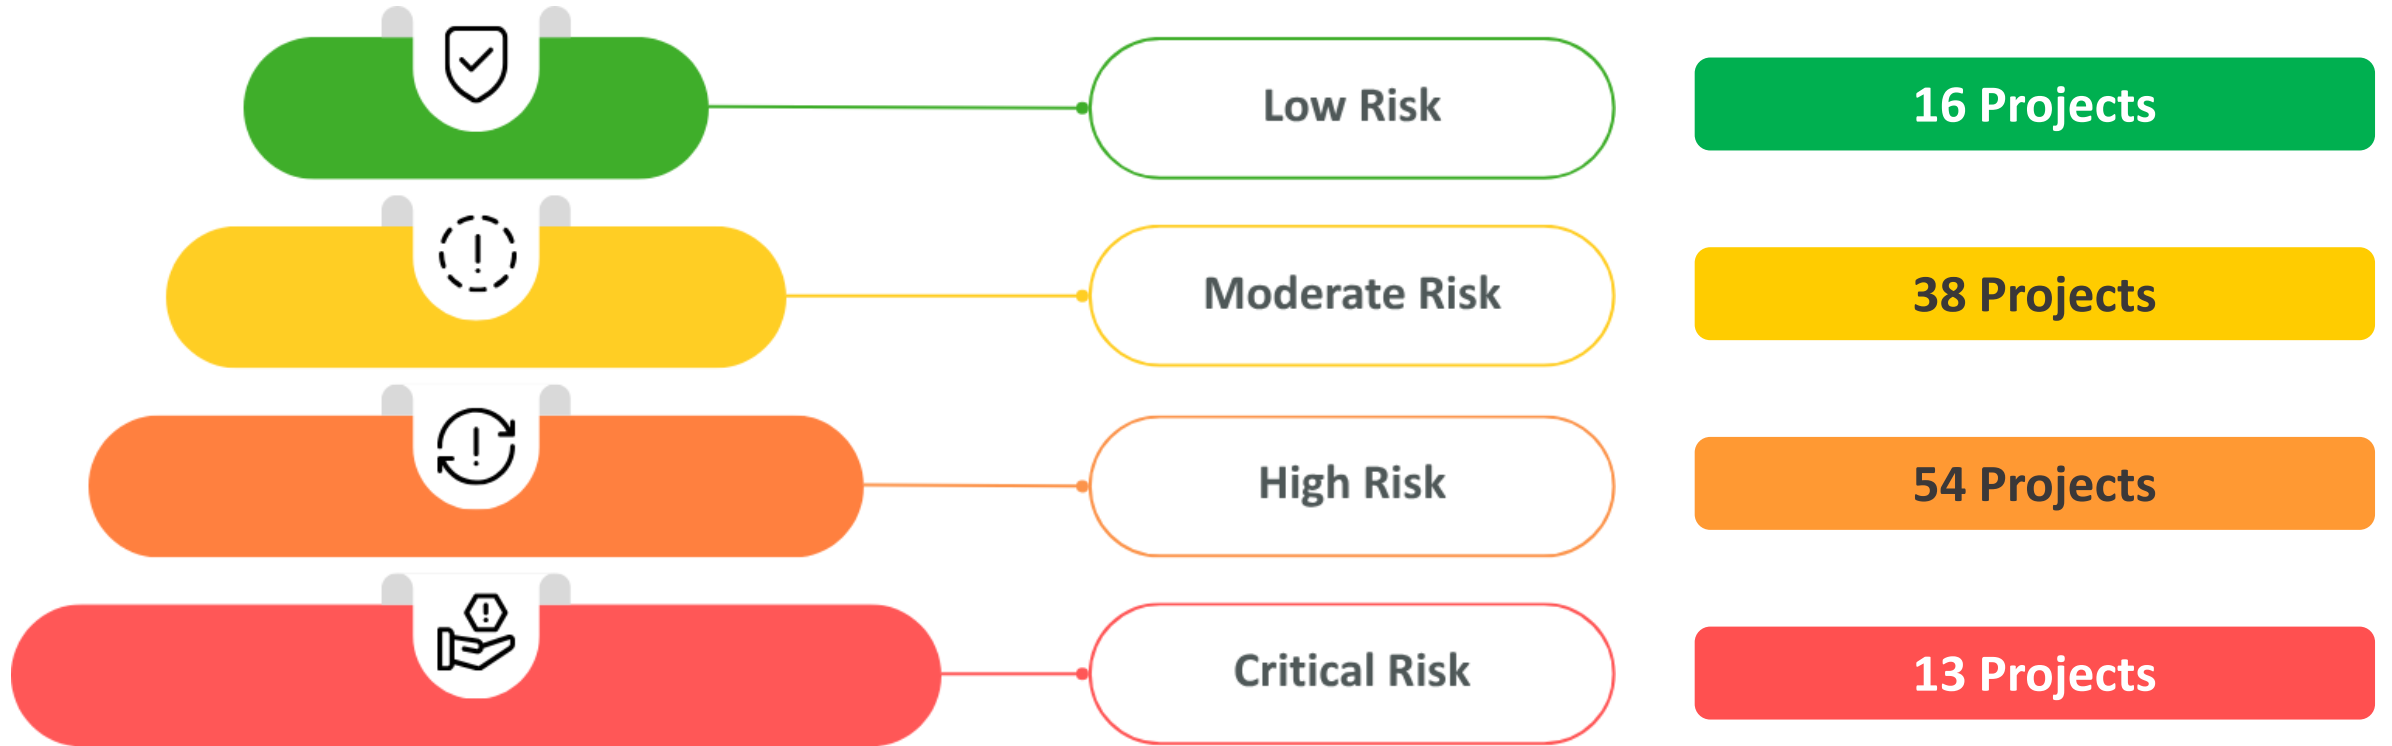 Low Risk
16 Projects
Moderate Risk
38 Projects
High Risk
54 Projects
Critical Risk
13 Projects